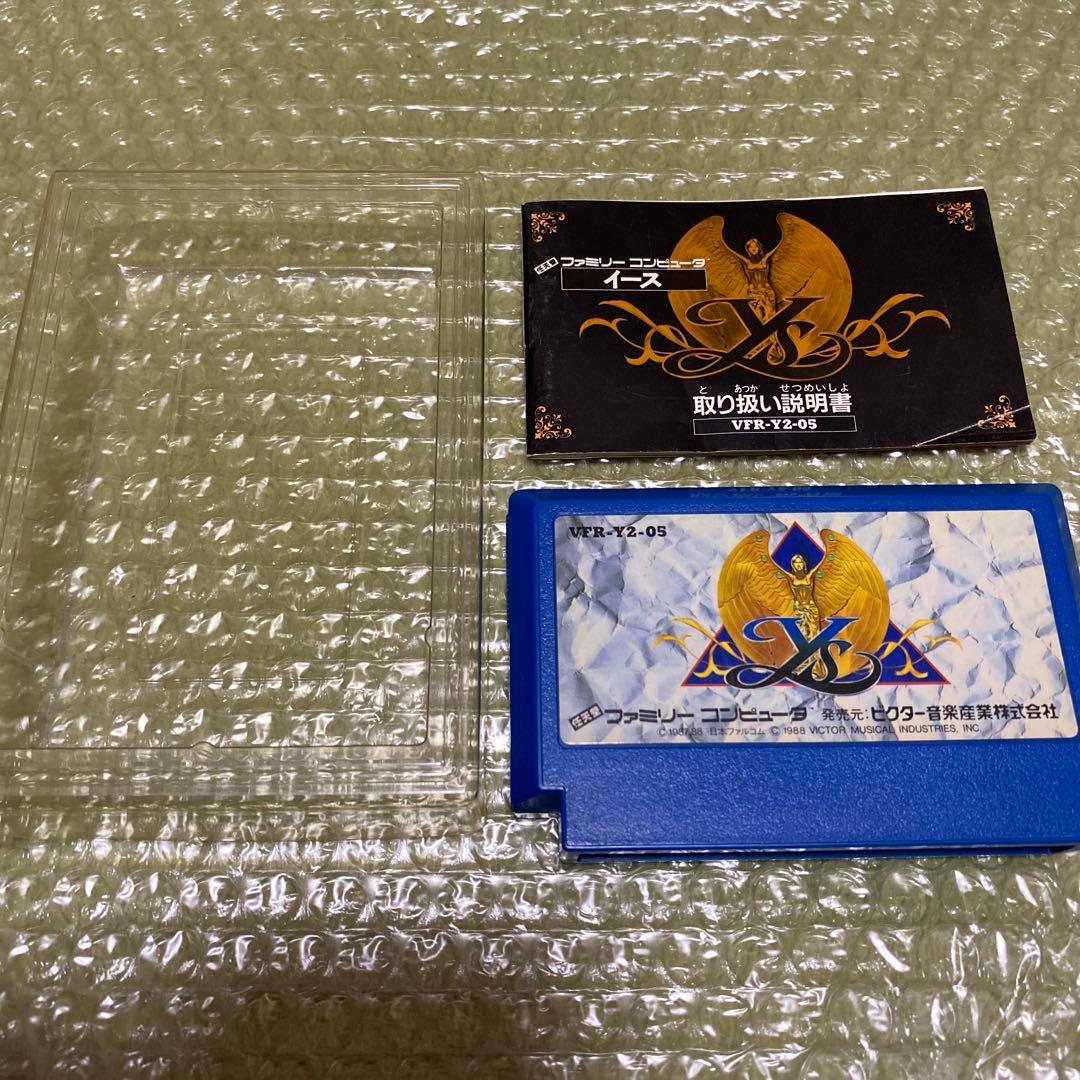 任天堂 ファミリー コンピュータ
イース
Ys
と あつか せつめいしよ
取り扱い説明書
VFR-Y2-05
VFR-Y2-05
Ys
任天堂 ファミリー コンピュータ 発売元:ビクター音楽産業株式会社
© 1987,88 日本ファルコム © 1988 VICTOR MUSICAL INDUSTRIES, INC.